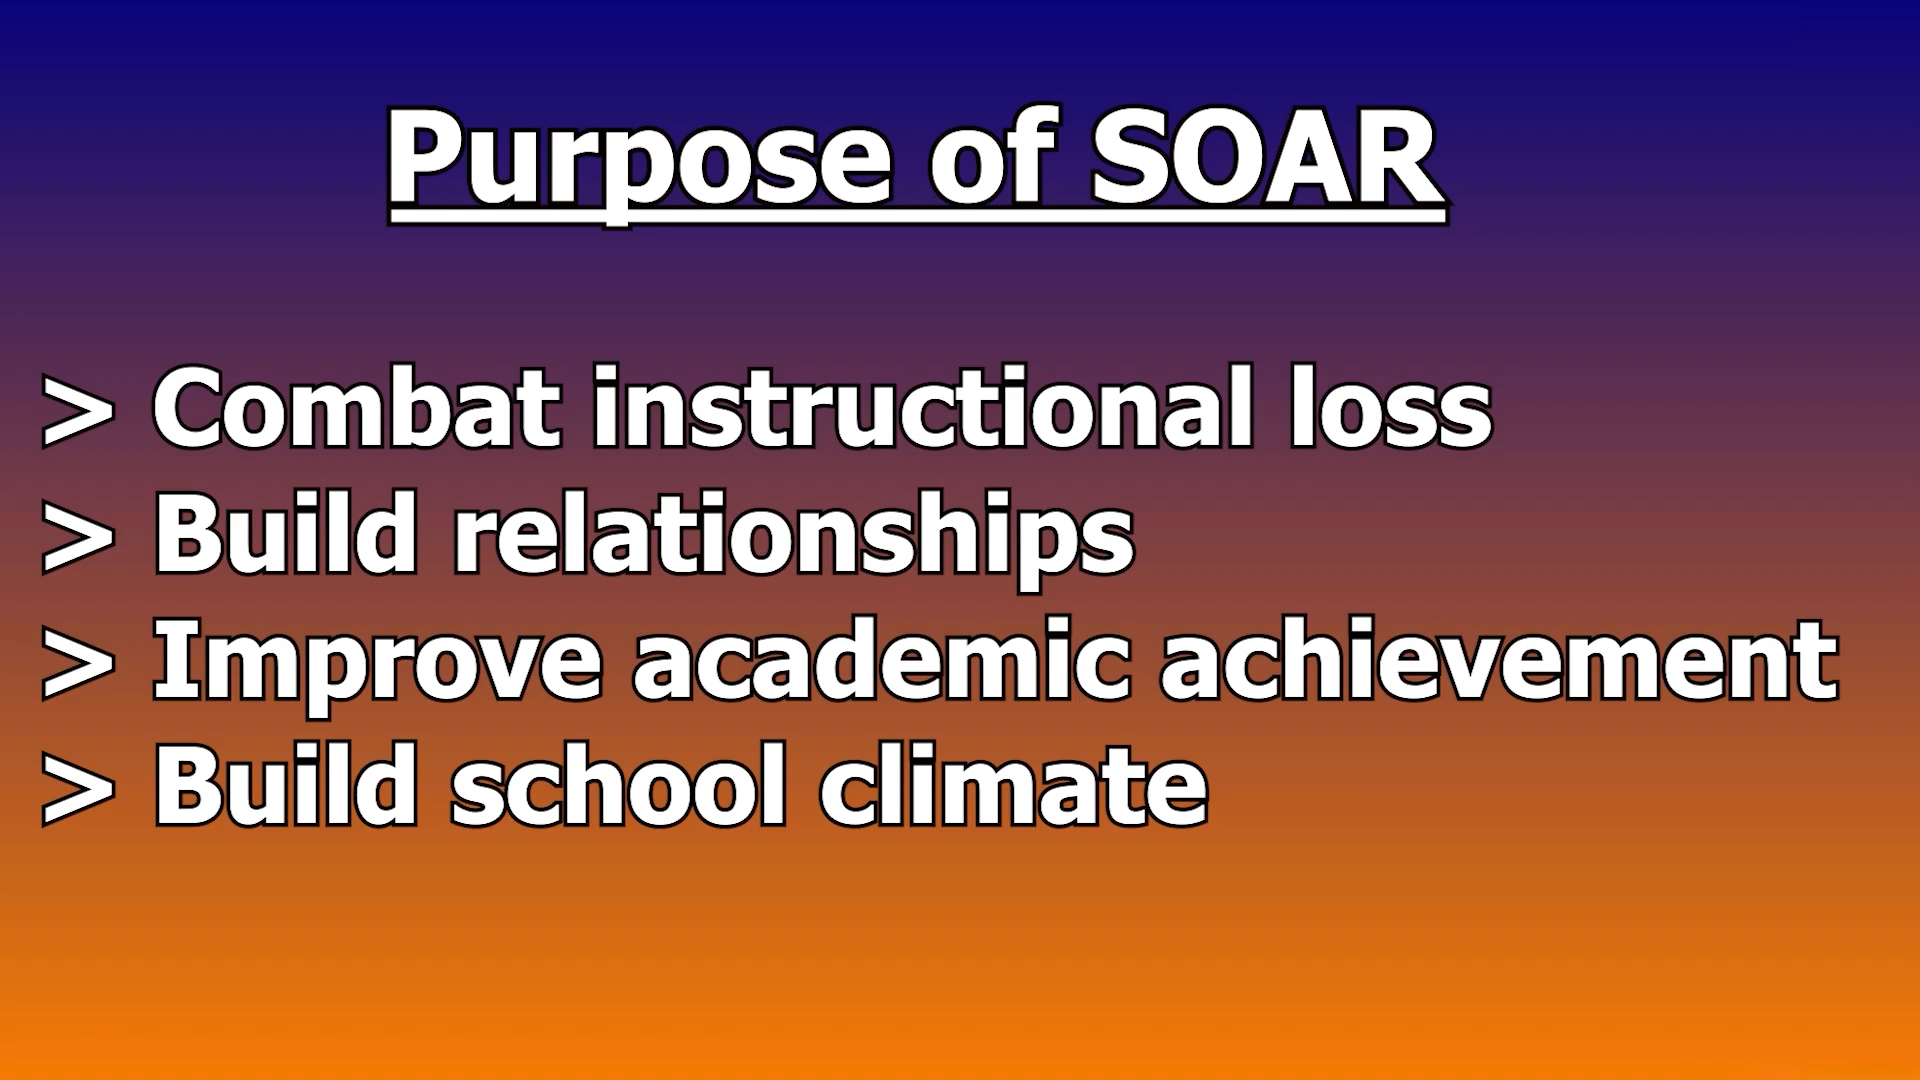 Purpose of SOAR
> Combat instructional loss
> Build relationships
> Improve academic achievement
> Build school climate